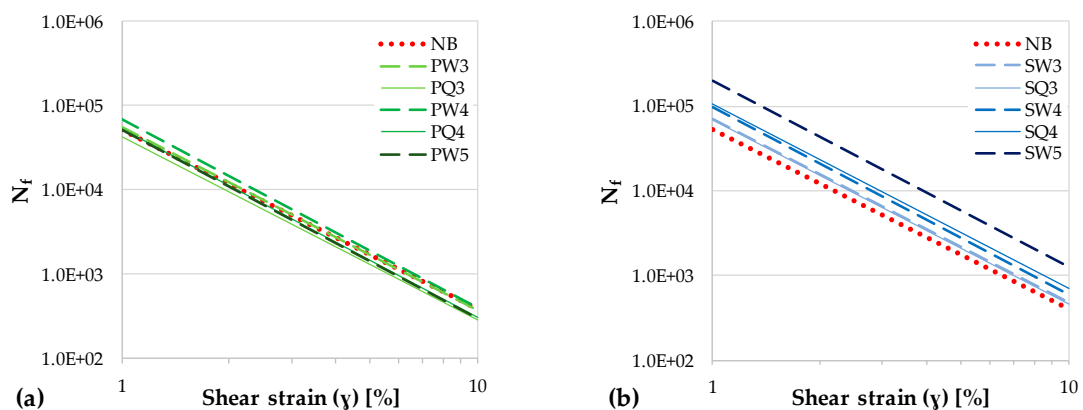 1.0E+06
1.0E+05
1.0E+04
1.0E+03
1.0E+02
N_f
NB
PW3
PQ3
PW4
PQ4
PW5
1
10
Shear strain (ɣ) [%]
(a)
1.0E+06
1.0E+05
1.0E+04
1.0E+03
1.0E+02
N_f
NB
SW3
SQ3
SW4
SQ4
SW5
1
10
Shear strain (ɣ) [%]
(b)